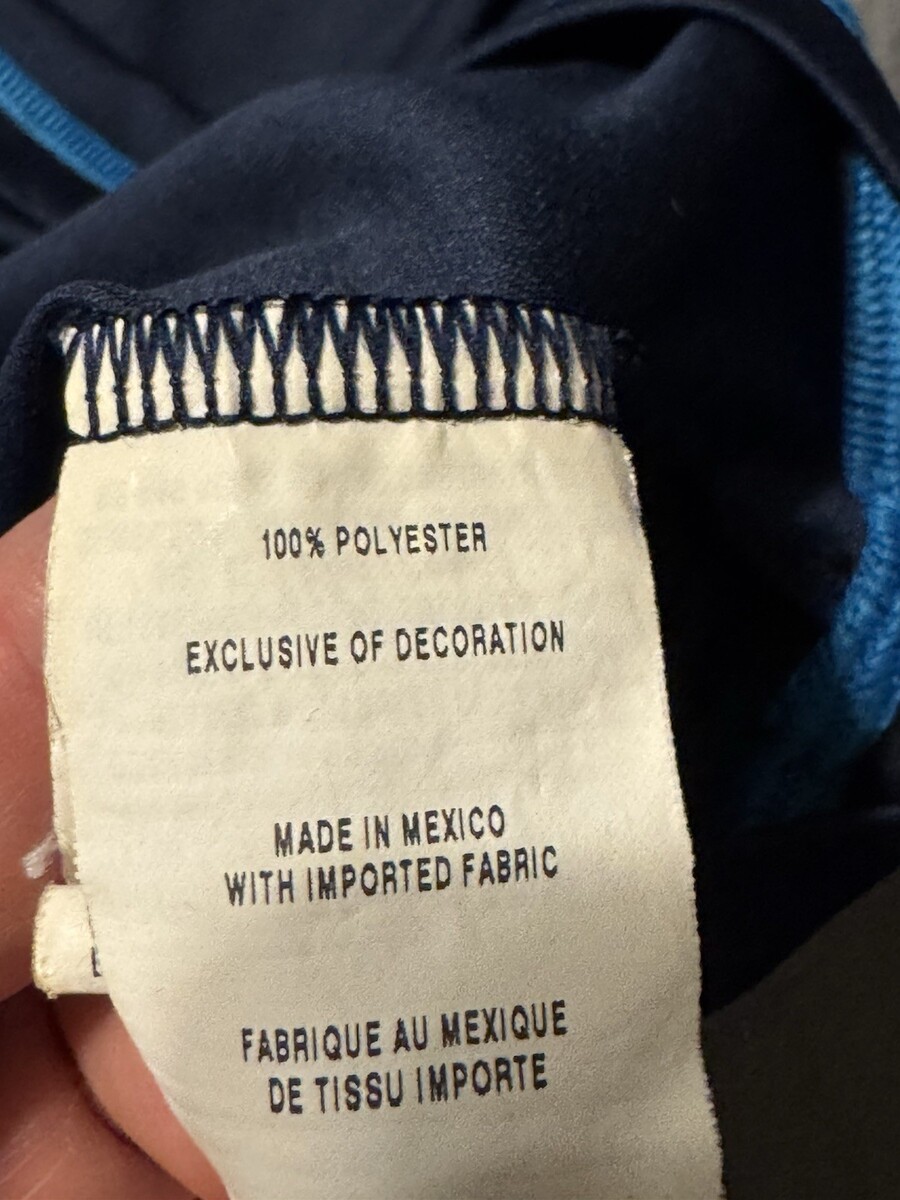 100% POLYESTER
EXCLUSIVE OF DECORATION
MADE IN MEXICO
WITH IMPORTED FABRIC
FABRIQUE AU MEXIQUE
DE TISSU IMPORTE